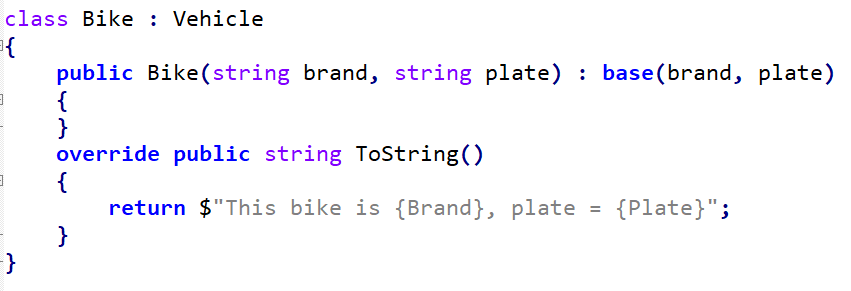 class Bike : Vehicle
{
    public Bike(string brand, string plate) : base(brand, plate)
    {
    }
    override public string ToString()
    {
        return $"This bike is {Brand}, plate = {Plate}";
    }
}